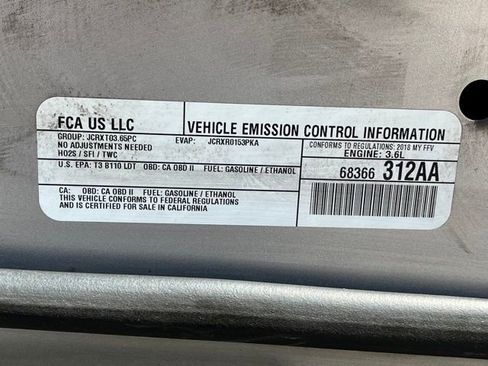 FCA US LLC
VEHICLE EMISSION CONTROL INFORMATION
GROUP: JCRXT03.65PC
NO ADJUSTMENTS NEEDED
EVAP: JCRXR0153PKA
HO2S / SFI / TWC
CONFORMS TO REGULATIONS: 2018 MY FFV
ENGINE: 3.6L
U.S. EPA: T3 B110 LDT OBD: CA OBD II FUEL: GASOLINE / ETHANOL
68366 312AA
CA: OBD: CA OBD II FUEL: GASOLINE / ETHANOL
THIS VEHICLE CONFORMS TO FEDERAL REGULATIONS
AND IS CERTIFIED FOR SALE IN CALIFORNIA